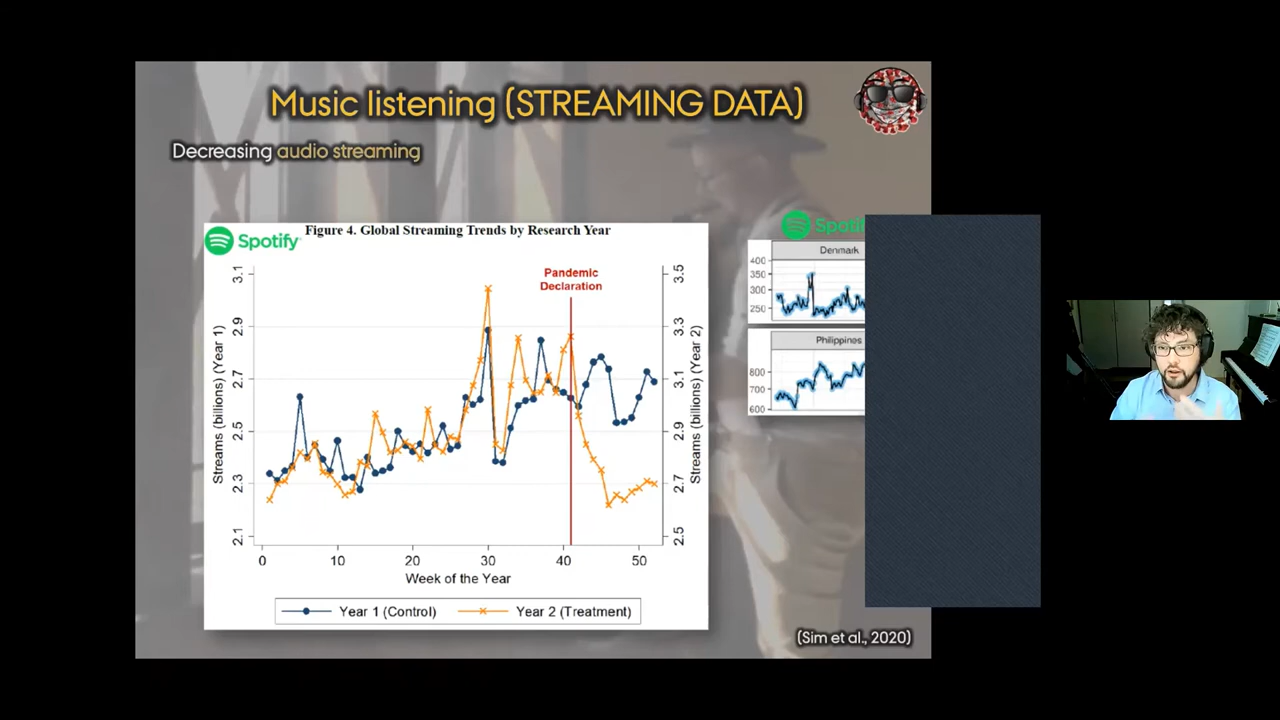 Music listening (STREAMING DATA)
Decreasing audio streaming
Spotify
Figure 4. Global Streaming Trends by Research Year
Pandemic
Declaration
Streams (billions) (Year 1)
2.1 2.3 2.5 2.7 2.9 3.1
Streams (billions) (Year 2)
2.5 2.7 2.9 3.1 3.3 3.5
0 10 20 30 40 50
Week of the Year
Year 1 (Control) Year 2 (Treatment)
Spotif
Denmark
400
350
300
250
Philippines
800
700
600
(Sim et al., 2020)